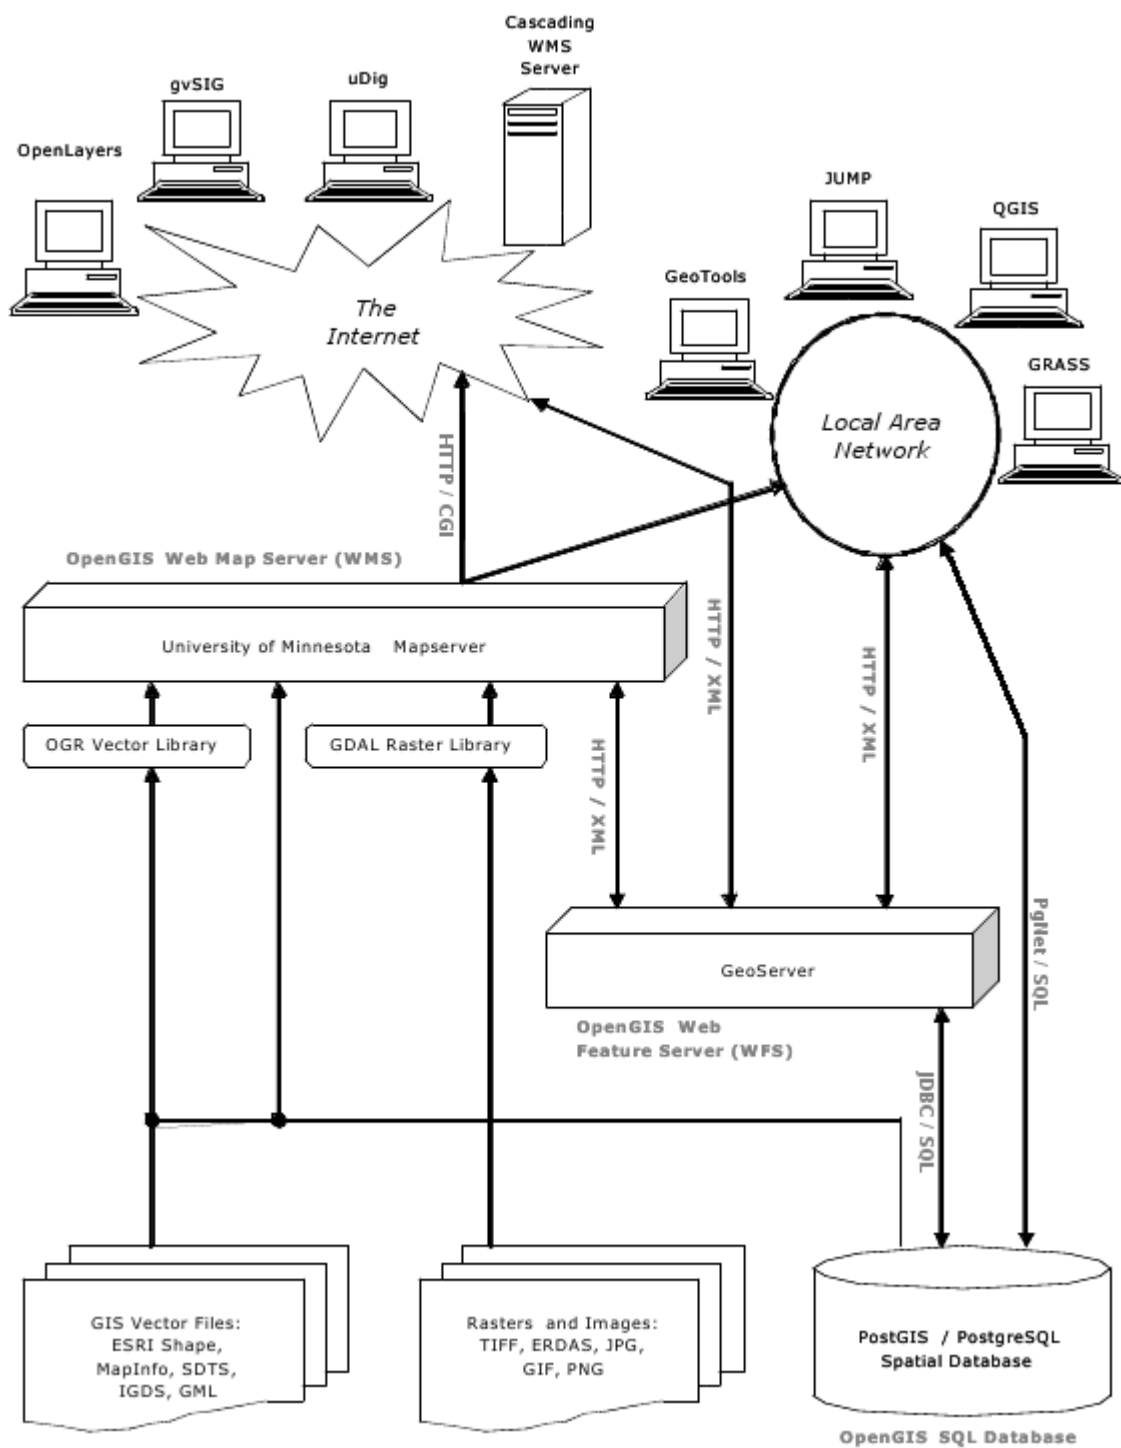 Cascading
WMS
Server
gvSIG
uDig
OpenLayers
JUMP
QGIS
GeoTools
GRASS
The
Internet
Local Area
Network
HTTP / CGI
OpenGIS Web Map Server (WMS)
University of Minnesota Mapserver
HTTP / XML
HTTP / XML
OGR Vector Library
GDAL Raster Library
HTTP / XML
GeoServer
PgNet / SQL
OpenGIS Web
Feature Server (WFS)
JDBC / SQL
GIS Vector Files:
ESRI Shape,
MapInfo, SDTS,
IGDS, GML
Rasters and Images:
TIFF, ERDAS, JPG,
GIF, PNG
PostGIS / PostgreSQL
Spatial Database
OpenGIS SQL Database